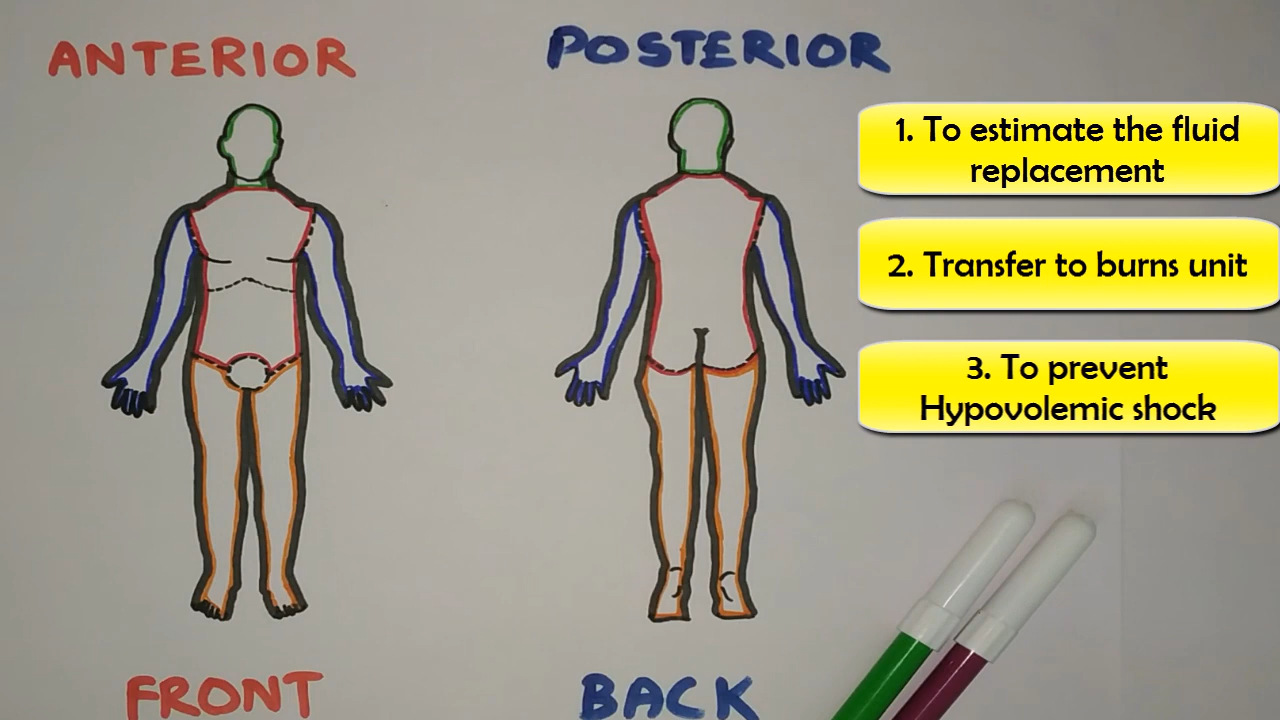 ANTERIOR
POSTERIOR
1. To estimate the fluid
replacement
2. Transfer to burns unit
3. To prevent
Hypovolemic shock
FRONT
BACK